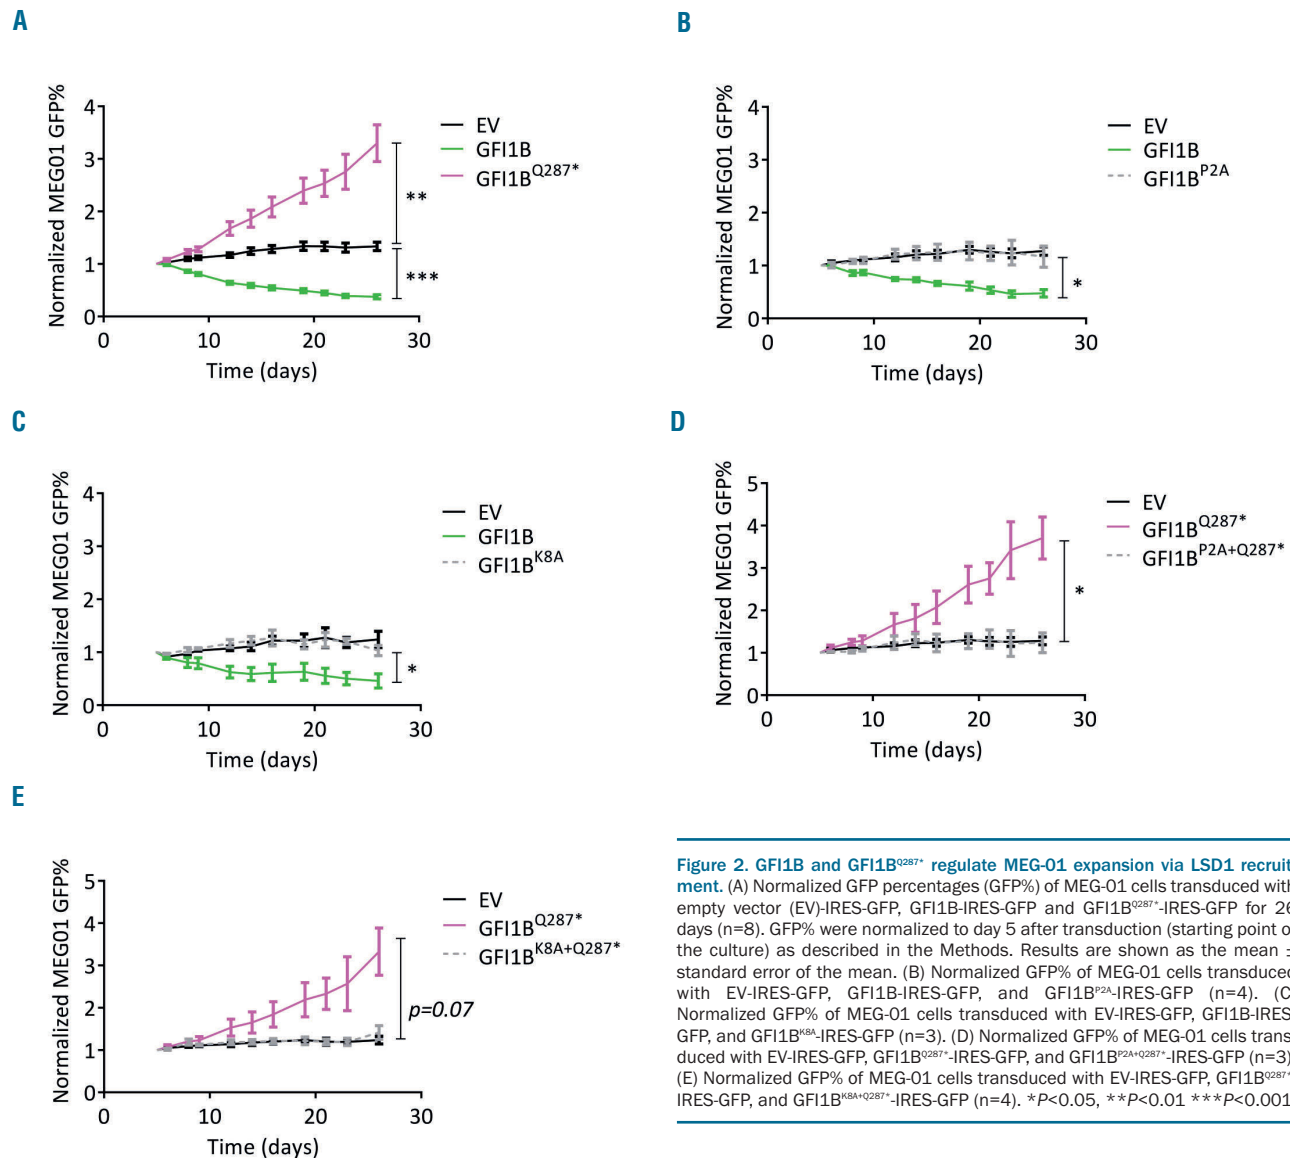 A
Normalized MEG01 GFP%
4
3
2
1
0
0 10 20 30
Time (days)
EV
GFI1B
GFI1B^Q287*
**
***
B
Normalized MEG01 GFP%
4
3
2
1
0
0 10 20 30
Time (days)
EV
GFI1B
GFI1B^P2A
*
C
Normalized MEG01 GFP%
4
3
2
1
0
0 10 20 30
Time (days)
EV
GFI1B
GFI1B^K8A
*
D
Normalized MEG01 GFP%
5
4
3
2
1
0
0 10 20 30
Time (days)
EV
GFI1B^Q287*
GFI1B^P2A+Q287*
*
E
Normalized MEG01 GFP%
5
4
3
2
1
0
0 10 20 30
Time (days)
EV
GFI1B^Q287*
GFI1B^K8A+Q287*
p=0.07
Figure 2. GFI1B and GFI1B^Q287* regulate MEG-01 expansion via LSD1 recruit
ment. (A) Normalized GFP percentages (GFP%) of MEG-01 cells transduced with
empty vector (EV)-IRES-GFP, GFI1B-IRES-GFP and GFI1B^Q287*-IRES-GFP for 26
days (n=8). GFP% were normalized to day 5 after transduction (starting point o
the culture) as described in the Methods. Results are shown as the mean ±
standard error of the mean. (B) Normalized GFP% of MEG-01 cells transduced
with EV-IRES-GFP, GFI1B-IRES-GFP, and GFI1B^P2A-IRES-GFP (n=4). (C
Normalized GFP% of MEG-01 cells transduced with EV-IRES-GFP, GFI1B-IRES
GFP, and GFI1B^K8A-IRES-GFP (n=3). (D) Normalized GFP% of MEG-01 cells trans
duced with EV-IRES-GFP, GFI1B^Q287*-IRES-GFP, and GFI1B^P2A+Q287*-IRES-GFP (n=3)
(E) Normalized GFP% of MEG-01 cells transduced with EV-IRES-GFP, GFI1B^Q287*
IRES-GFP, and GFI1B^K8A+Q287*-IRES-GFP (n=4). *P<0.05, **P<0.01 ***P<0.001